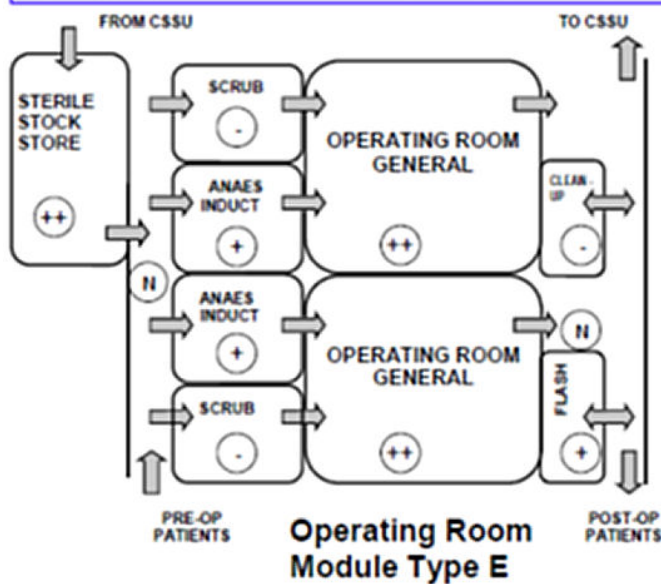 FROM CSSU
TO CSSU
STERILE
STOCK
STORE
++
SCRUB
-
OPERATING ROOM
GENERAL
++
ANAES
INDUCT
+
CLEAN -
UP
-
N
ANAES
INDUCT
+
OPERATING ROOM
GENERAL
++
N
SCRUB
-
FLASH
+
PRE-OP
PATIENTS
POST-OP
PATIENTS
Operating Room
Module Type E